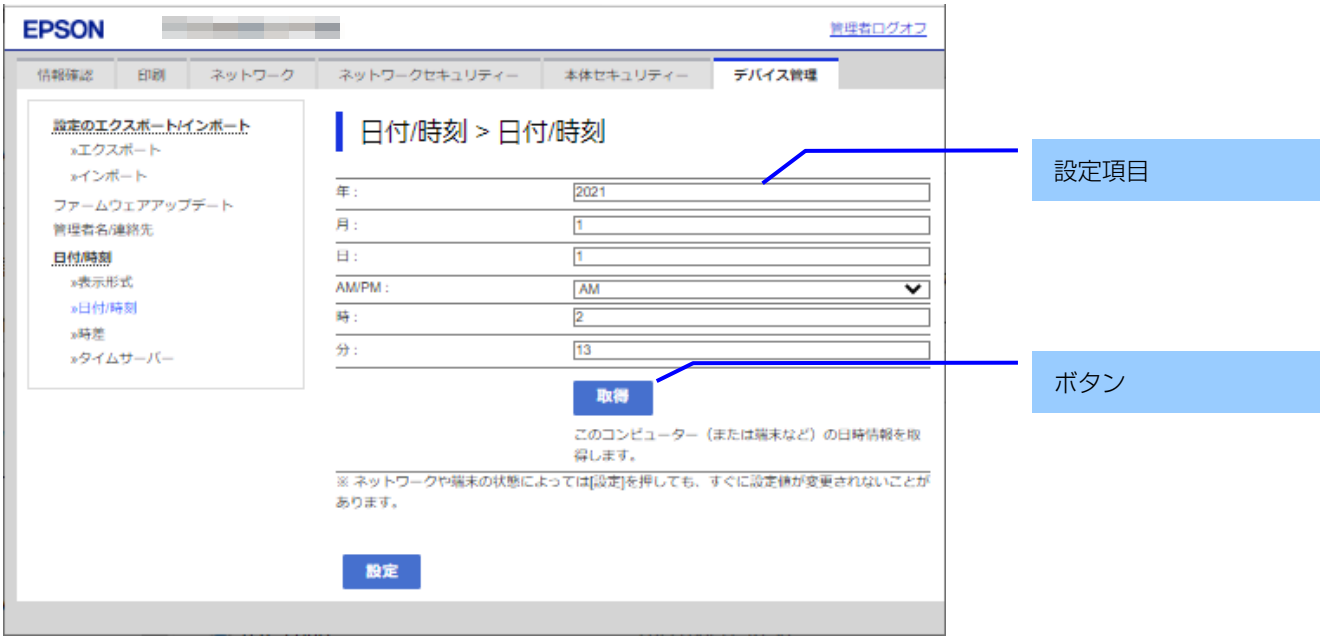 EPSON
管理者ログオフ
情報確認 印刷 ネットワーク ネットワークセキュリティー 本体セキュリティー デバイス管理
設定のエクスポート/インポート
»エクスポート
»インポート
ファームウェアアップデート
管理者名/連絡先
日付/時刻
»表示形式
»日付/時刻
»時差
»タイムサーバー
日付/時刻 > 日付/時刻
年 : 2021
月 : 1
日 : 1
AM/PM : AM
時 : 2
分 : 13
取得
このコンピューター（または端末など）の日時情報を取
得します。
※ ネットワークや端末の状態によっては[設定]を押しても、すぐに設定値が変更されないことが
あります。
設定
設定項目
ボタン